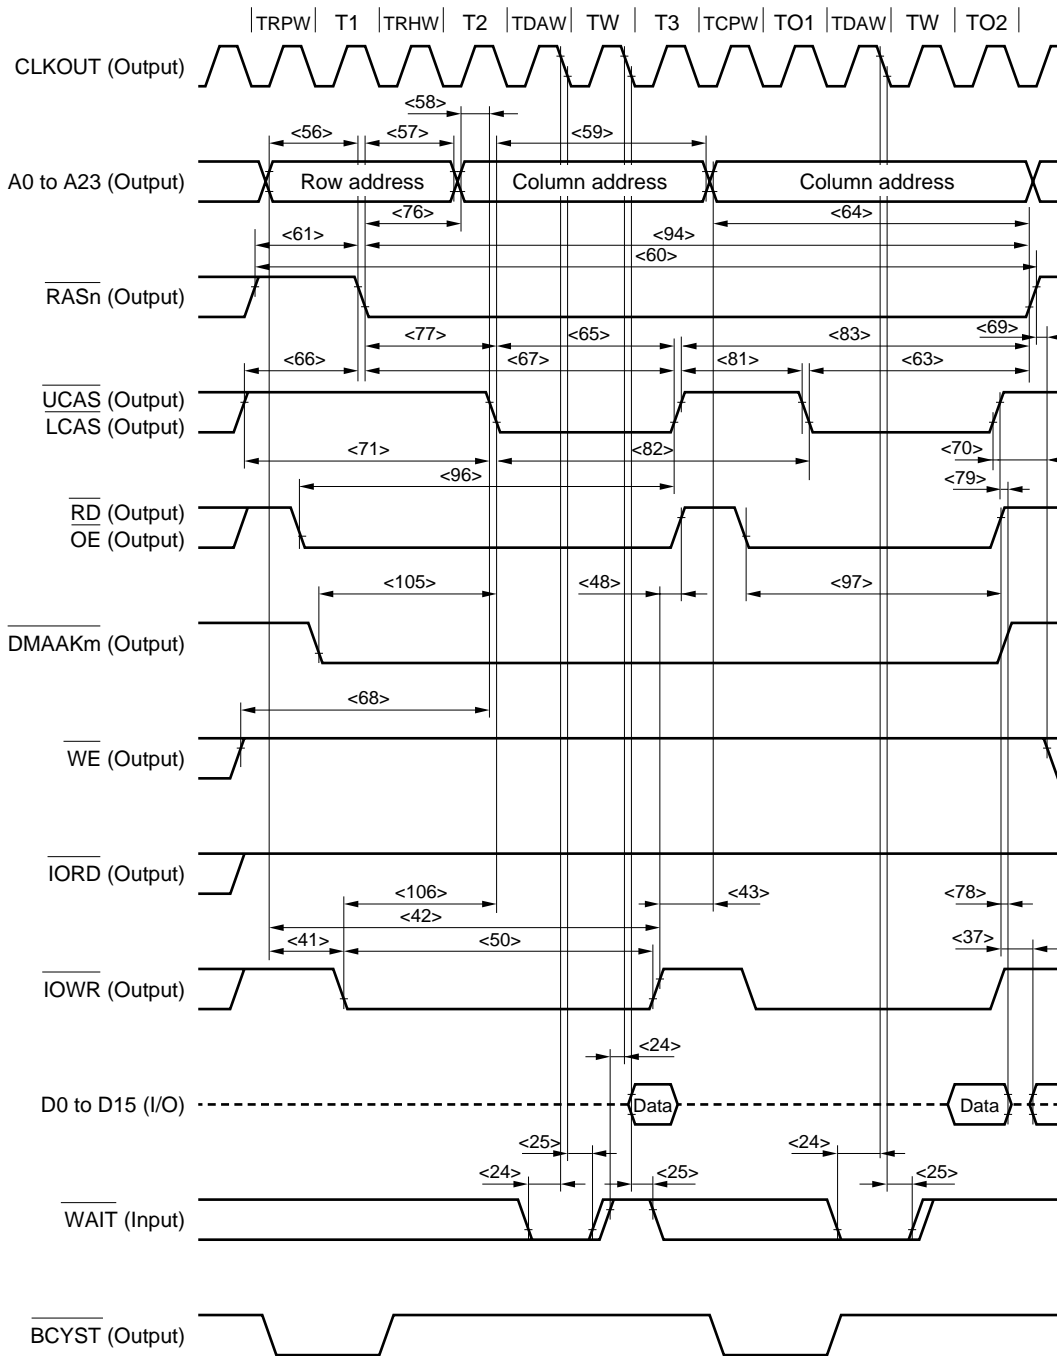 TRPW T1 TRHW T2 TDAW TW T3 TCPW TO1 TDAW TW TO2
CLKOUT (Output)
<58>
<56> <57> <59>
A0 to A23 (Output) Row address Column address Column address
<76> <64>
<61> <94>
<60>
RASn (Output)
<69>
<77> <65> <83>
<66> <67> <81> <63>
UCAS (Output)
LCAS (Output)
<71> <82> <70>
<96> <79>
RD (Output)
OE (Output)
<105> <48> <97>
DMAAKm (Output)
<68>
WE (Output)
IORD (Output)
<106> <43> <78>
<42>
<41> <50> <37>
IOWR (Output)
<24>
D0 to D15 (I/O) Data Data
<25> <24>
<24> <25> <25>
WAIT (Input)
BCYST (Output)